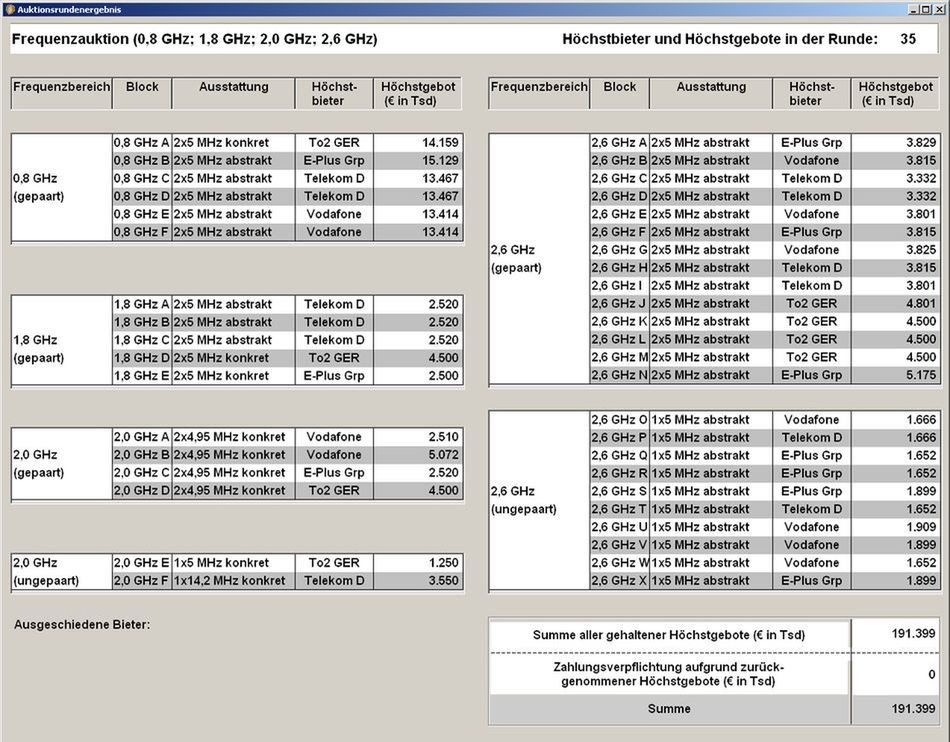 Auktionsrundenergebnis
Frequenzauktion (0,8 GHz; 1,8 GHz; 2,0 GHz; 2,6 GHz) Höchstbieter und Höchstgebote in der Runde: 35
Frequenzbereich Block Ausstattung Höchst- Höchstgebot
bieter (€ in Tsd)
0,8 GHz A 2x5 MHz konkret To2 GER 14.159
0,8 GHz B 2x5 MHz abstrakt E-Plus Grp 15.129
0,8 GHz 0,8 GHz C 2x5 MHz abstrakt Telekom D 13.467
(gepaart) 0,8 GHz D 2x5 MHz abstrakt Telekom D 13.467
0,8 GHz E 2x5 MHz abstrakt Vodafone 13.414
0,8 GHz F 2x5 MHz abstrakt Vodafone 13.414
1,8 GHz A 2x5 MHz abstrakt Telekom D 2.520
1,8 GHz B 2x5 MHz abstrakt Telekom D 2.520
1,8 GHz 1,8 GHz C 2x5 MHz abstrakt Telekom D 2.520
(gepaart) 1,8 GHz D 2x5 MHz konkret To2 GER 4.500
1,8 GHz E 2x5 MHz konkret E-Plus Grp 2.500
2,0 GHz A 2x4,95 MHz konkret Vodafone 2.510
2,0 GHz 2,0 GHz B 2x4,95 MHz konkret Vodafone 5.072
(gepaart) 2,0 GHz C 2x4,95 MHz konkret E-Plus Grp 2.520
2,0 GHz D 2x4,95 MHz konkret To2 GER 4.500
2,0 GHz 2,0 GHz E 1x5 MHz konkret To2 GER 1.250
(ungepaart) 2,0 GHz F 1x14,2 MHz konkret Telekom D 3.550
Ausgeschiedene Bieter:
Frequenzbereich Block Ausstattung Höchst- Höchstgebot
bieter (€ in Tsd)
2,6 GHz A 2x5 MHz abstrakt E-Plus Grp 3.829
2,6 GHz B 2x5 MHz abstrakt Vodafone 3.815
2,6 GHz C 2x5 MHz abstrakt Telekom D 3.332
2,6 GHz D 2x5 MHz abstrakt Telekom D 3.332
2,6 GHz E 2x5 MHz abstrakt Vodafone 3.801
2,6 GHz F 2x5 MHz abstrakt E-Plus Grp 3.815
2,6 GHz 2,6 GHz G 2x5 MHz abstrakt Vodafone 3.825
(gepaart) 2,6 GHz H 2x5 MHz abstrakt Telekom D 3.815
2,6 GHz I 2x5 MHz abstrakt Telekom D 3.801
2,6 GHz J 2x5 MHz abstrakt To2 GER 4.801
2,6 GHz K 2x5 MHz abstrakt To2 GER 4.500
2,6 GHz L 2x5 MHz abstrakt To2 GER 4.500
2,6 GHz M 2x5 MHz abstrakt To2 GER 4.500
2,6 GHz N 2x5 MHz abstrakt E-Plus Grp 5.175
2,6 GHz O 1x5 MHz abstrakt Vodafone 1.666
2,6 GHz P 1x5 MHz abstrakt Telekom D 1.666
2,6 GHz Q 1x5 MHz abstrakt E-Plus Grp 1.652
2,6 GHz R 1x5 MHz abstrakt E-Plus Grp 1.652
2,6 GHz 2,6 GHz S 1x5 MHz abstrakt E-Plus Grp 1.899
(ungepaart) 2,6 GHz T 1x5 MHz abstrakt Telekom D 1.652
2,6 GHz U 1x5 MHz abstrakt Vodafone 1.909
2,6 GHz V 1x5 MHz abstrakt Vodafone 1.899
2,6 GHz W 1x5 MHz abstrakt Vodafone 1.652
2,6 GHz X 1x5 MHz abstrakt E-Plus Grp 1.899
Summe aller gehaltener Höchstgebote (€ in Tsd) 191.399
Zahlungsverpflichtung aufgrund zurück-
genommener Höchstgebote (€ in Tsd) 0
Summe 191.399